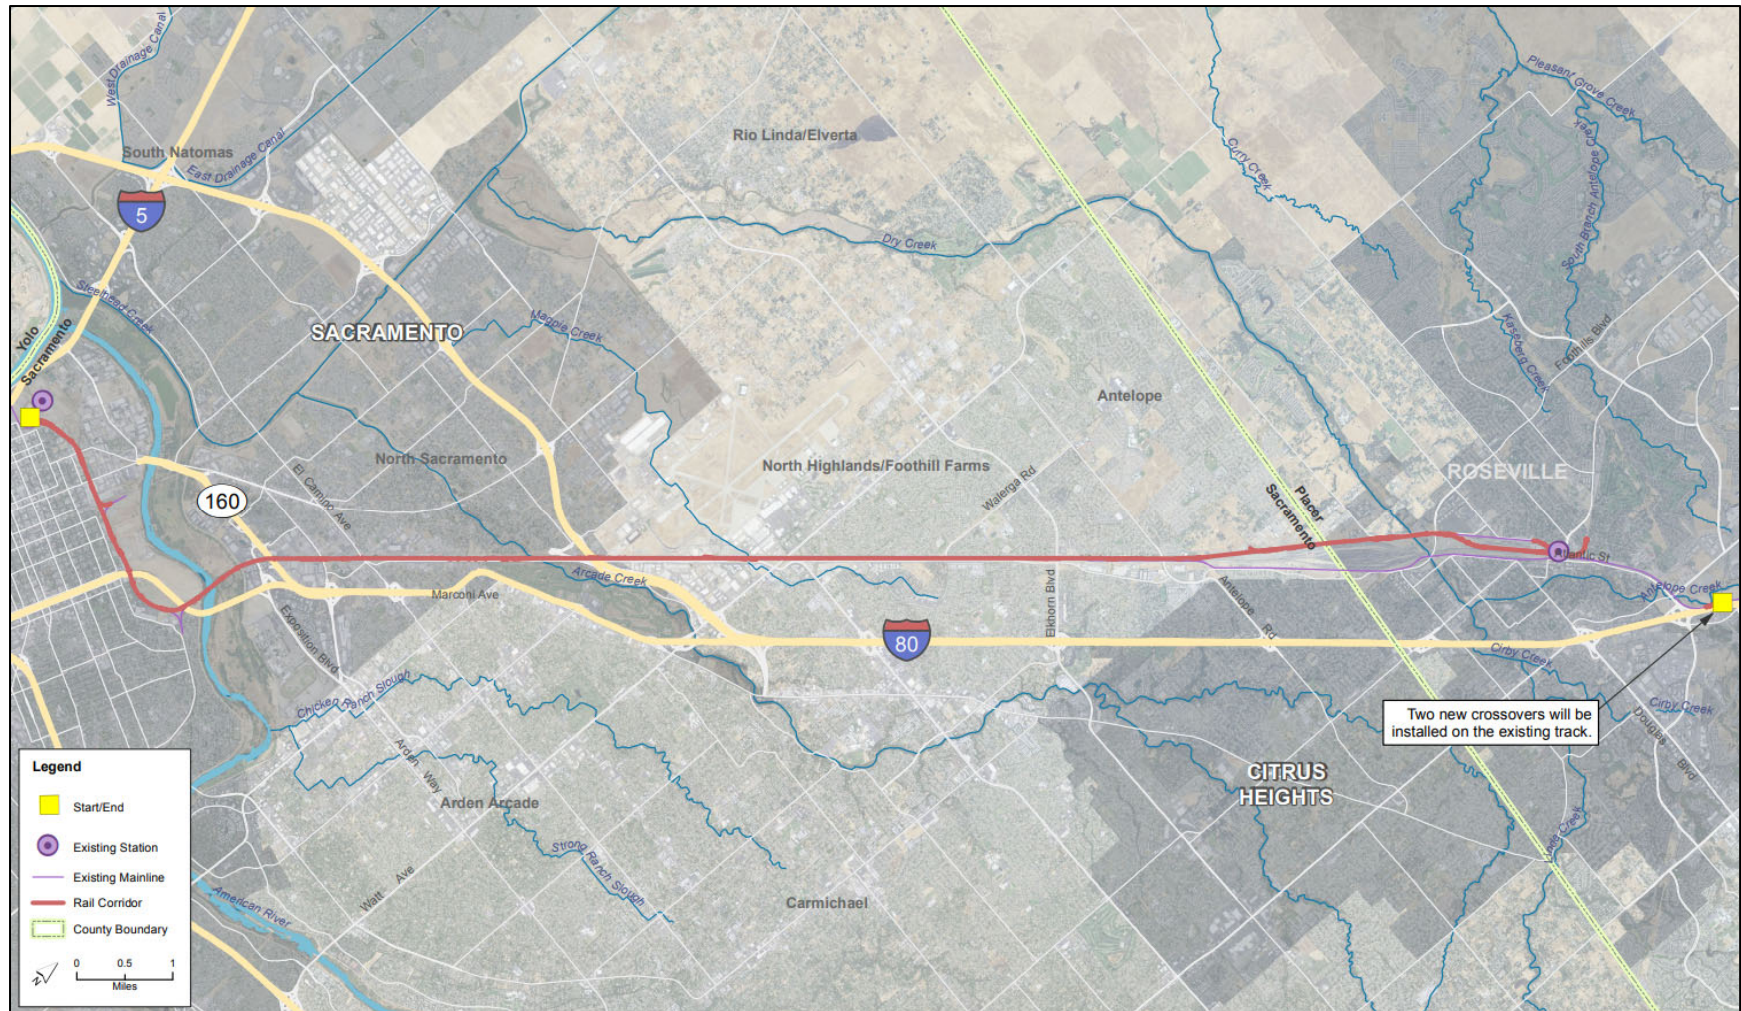 West Drainage Canal
South Natomas
East Drainage Canal
5
Rio Linda/Elverta
Curry Creek
Pleasant Grove Creek
South Branch Antelope Creek
Dry Creek
Steelhead Creek
Yolo
Sacramento
SACRAMENTO
Magpie Creek
Kaseberg Creek
Foothills Blvd
Antelope
North Sacramento
El Camino Ave
160
North Highlands/Foothill Farms
Walerga Rd
Placer
Sacramento
ROSEVILLE
Atlantic St
Arcade Creek
Marconi Ave
Exposition Blvd
Elkhorn Blvd
Antelope
Rd
Antelope Creek
80
Cirby Creek
Cirby Creek
Chicken Ranch Slough
Two new crossovers will be
installed on the existing track.
Douglas
Blvd
Arden
Way
Arden Arcade
CITRUS
HEIGHTS
Strong Ranch Slough
Watt
Ave
Carmichael
American River
Legend
Start/End
Existing Station
Existing Mainline
Rail Corridor
County Boundary
N
0 0.5 1
Miles